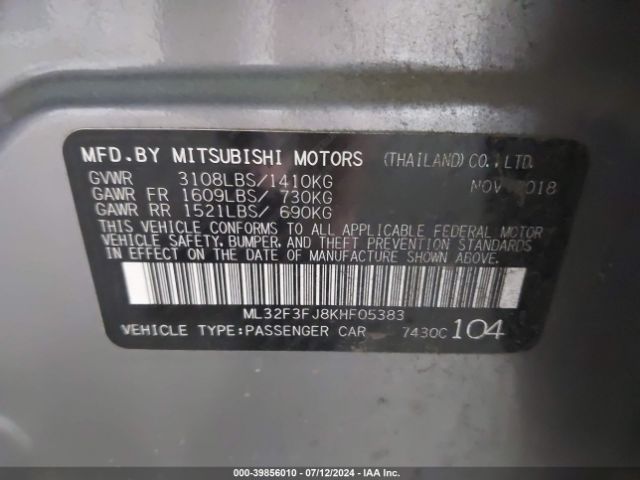 MFD.BY MITSUBISHI MOTORS (THAILAND) CO.,LTD.
GVWR 3108LBS/1410KG NOV 2018
GAWR FR 1609LBS/ 730KG
GAWR RR 1521LBS/ 690KG
THIS VEHICLE CONFORMS TO ALL APPLICABLE FEDERAL MOTOR
VEHICLE SAFETY, BUMPER, AND THEFT PREVENTION STANDARDS
IN EFFECT ON THE DATE OF MANUFACTURE SHOWN ABOVE.
ML32F3FJ8KHF05383
VEHICLE TYPE:PASSENGER CAR 7430C 104
000-39856010 - 07/12/2024 - IAA Inc.